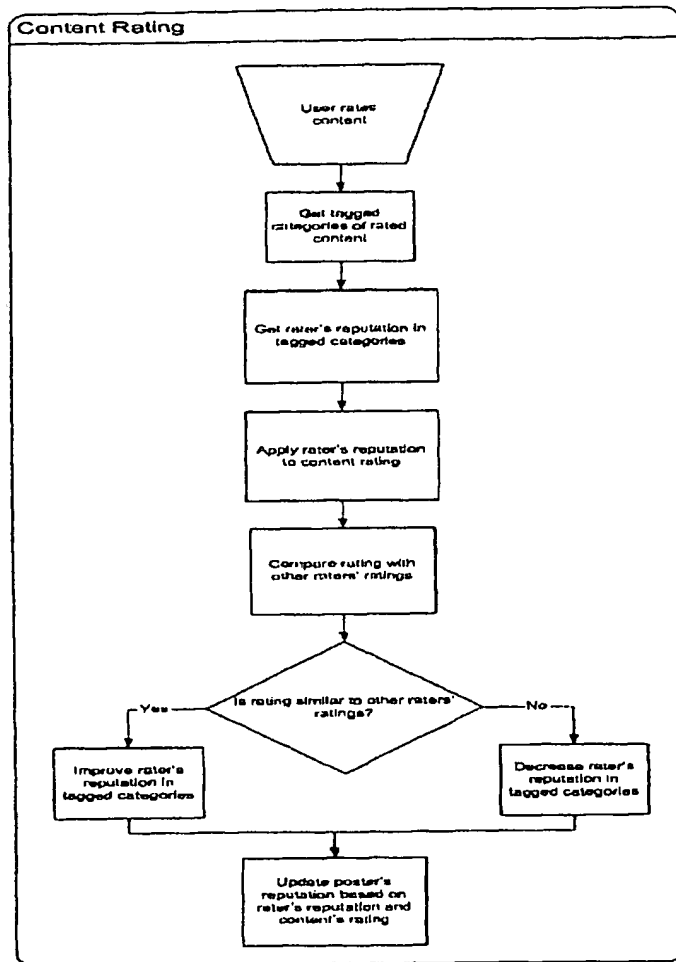 Content Rating
User rates
content
Get tagged
categories of rated
content
Get rater's reputation in
tagged categories
Apply rater's reputation
to content rating
Compare rating with
other raters' ratings
Is rating similar to other raters'
ratings?
Yes
No
Improve rater's
reputation in
tagged categories
Decrease rater's
reputation in
tagged categories
Update poster's
reputation based on
rater's reputation and
content's rating